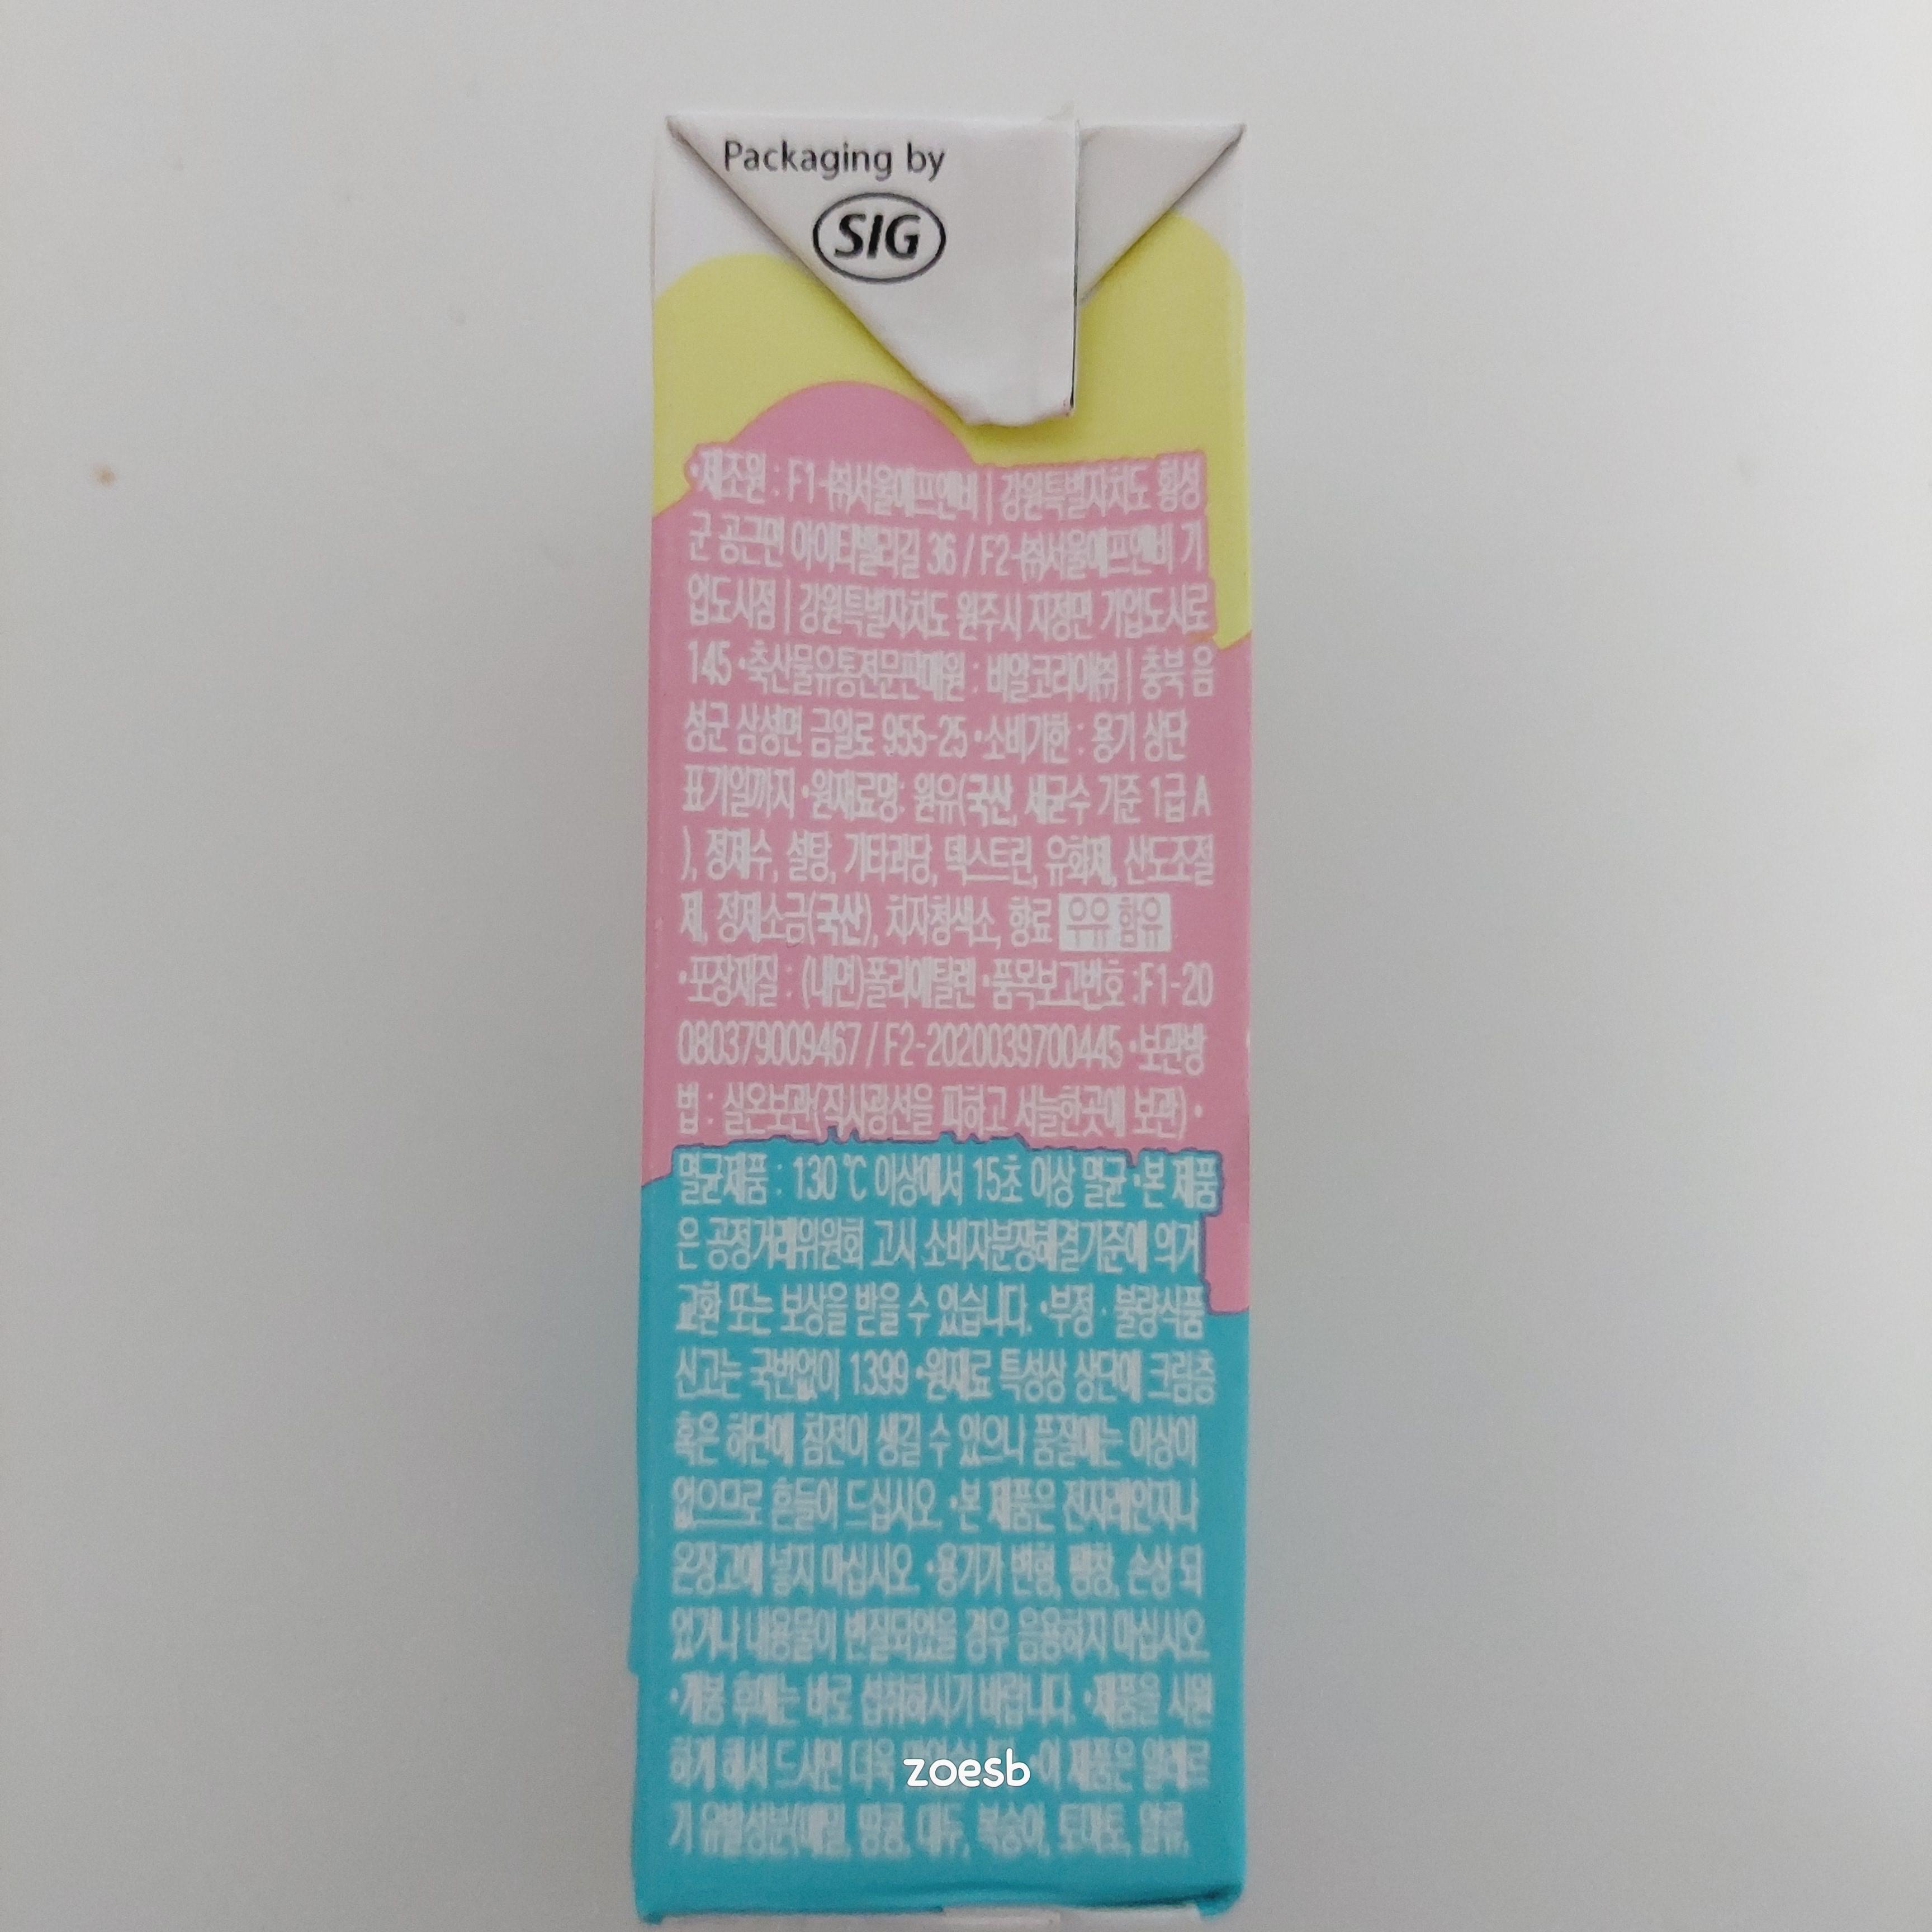 Packaging by
SIG
•제조원 : F1-㈜서울에프엔비 | 강원특별자치도 횡성
군 공근면 아이티밸리길 36 / F2-㈜서울에프엔비 기
업도시점 | 강원특별자치도 원주시 지정면 기업도시로
145 •축산물유통전문판매원 : 비알코리아㈜ | 충북 음
성군 삼성면 금일로 955-25 •소비기한 : 용기 상단
표기일까지 •원재료명: 원유(국산, 세균수 기준 1급 A
), 정제수, 설탕, 기타과당, 덱스트린, 유화제, 산도조절
제, 정제소금(국산), 치자청색소, 향료 우유 함유
•포장재질 : (내면)폴리에틸렌 •품목보고번호 :F1-20
080379009467 / F2-2020039700445 •보관방
법 : 실온보관(직사광선을 피하고 서늘한곳에 보관) •
멸균제품 : 130 ℃ 이상에서 15초 이상 멸균 •본 제품
은 공정거래위원회 고시 소비자분쟁해결기준에 의거
교환 또는 보상을 받을 수 있습니다. •부정 · 불량식품
신고는 국번없이 1399 •원재료 특성상 상단에 크림층
혹은 하단에 침전이 생길 수 있으나 품질에는 이상이
없으므로 흔들어 드십시오. •본 제품은 전자레인지나
온장고에 넣지 마십시오. •용기가 변형, 팽창, 손상 되
었거나 내용물이 변질되었을 경우 음용하지 마십시오.
•개봉 후에는 바로 섭취하시기 바랍니다. •제품을 시원
하게 해서 드시면 더욱 zoesb •이 제품은 알레르
기 유발성분(메밀, 땅콩, 대두, 복숭아, 토마토, 알류,